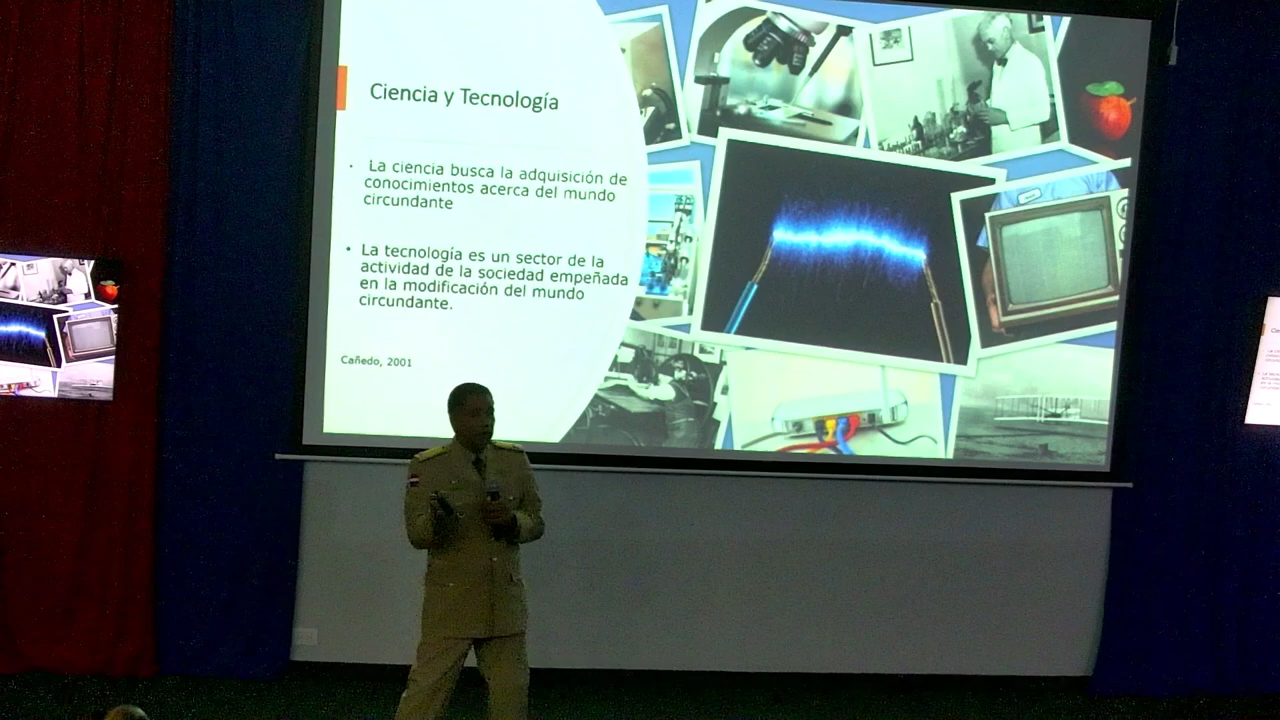 Ciencia y Tecnología
· La ciencia busca la adquisición de
conocimientos acerca del mundo
circundante
• La tecnología es un sector de la
actividad de la sociedad empeñada
en la modificación del mundo
circundante.
Cañedo, 2001